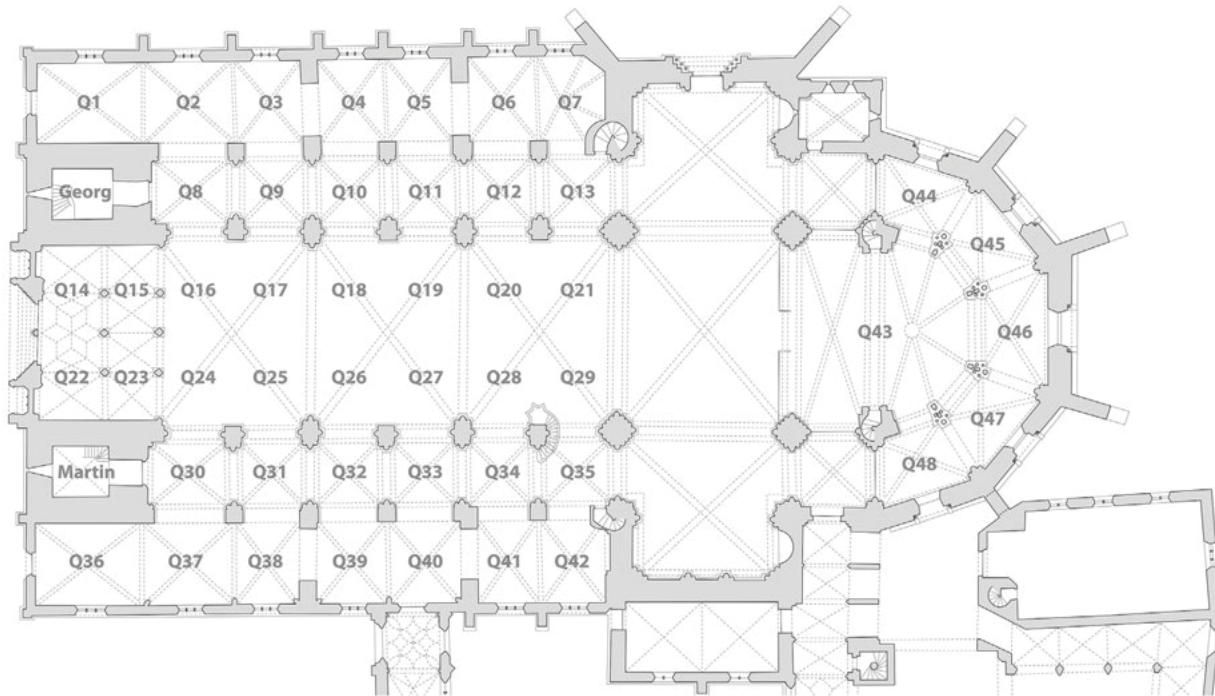 Q1 Q2 Q3 Q4 Q5 Q6 Q7
Georg Q8 Q9 Q10 Q11 Q12 Q13
Q44
Q45
Q14 Q15 Q16 Q17 Q18 Q19 Q20 Q21
Q43 Q46
Q22 Q23 Q24 Q25 Q26 Q27 Q28 Q29
Q47
Martin Q30 Q31 Q32 Q33 Q34 Q35 Q48
Q36 Q37 Q38 Q39 Q40 Q41 Q42